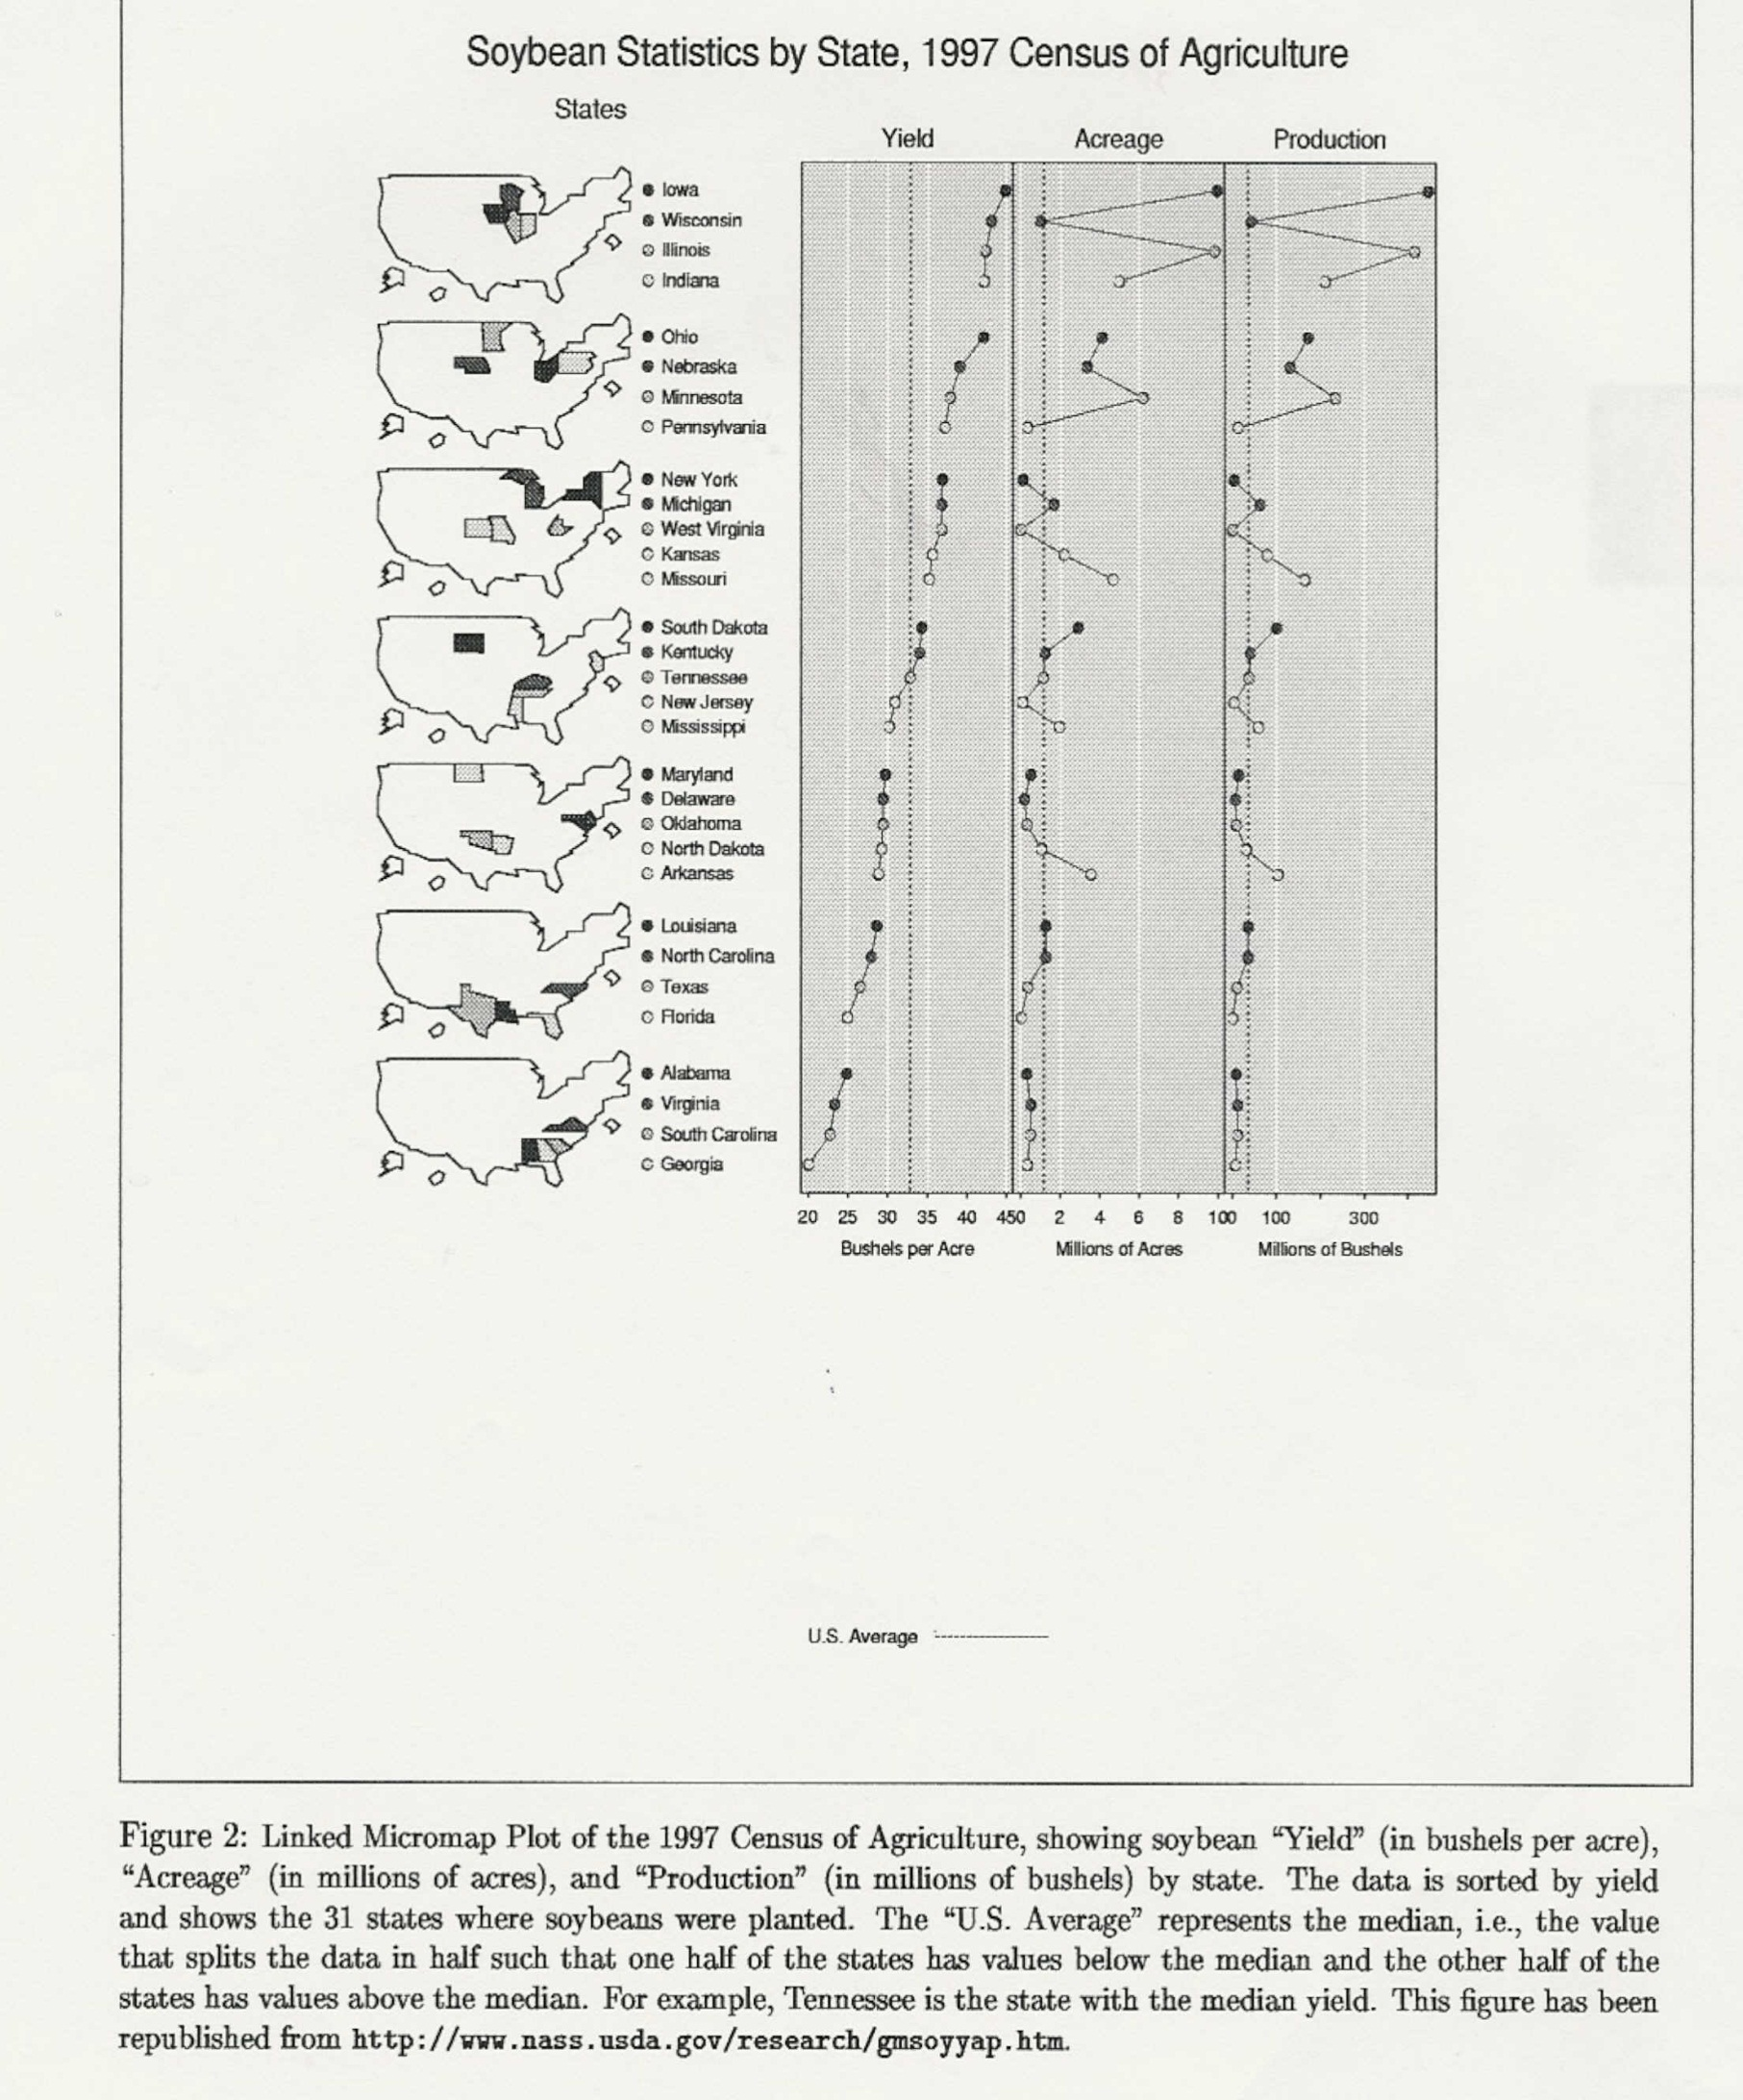 Soybean Statistics by State, 1997 Census of Agriculture
States
Yield Acreage Production
Iowa
Wisconsin
Illinois
Indiana
Ohio
Nebraska
Minnesota
Pennsylvania
New York
Michigan
West Virginia
Kansas
Missouri
South Dakota
Kentucky
Tennessee
New Jersey
Mississippi
Maryland
Delaware
Oklahoma
North Dakota
Arkansas
Louisiana
North Carolina
Texas
Florida
Alabama
Virginia
South Carolina
Georgia
20 25 30 35 40 450 2 4 6 8 100 100 300
Bushels per Acre Millions of Acres Millions of Bushels
U.S. Average
Figure 2: Linked Micromap Plot of the 1997 Census of Agriculture, showing soybean “Yield” (in bushels per acre),
“Acreage” (in millions of acres), and “Production” (in millions of bushels) by state. The data is sorted by yield
and shows the 31 states where soybeans were planted. The “U.S. Average” represents the median, i.e., the value
that splits the data in half such that one half of the states has values below the median and the other half of the
states has values above the median. For example, Tennessee is the state with the median yield. This figure has been
republished from http://www.nass.usda.gov/research/gmsoyyap.htm.